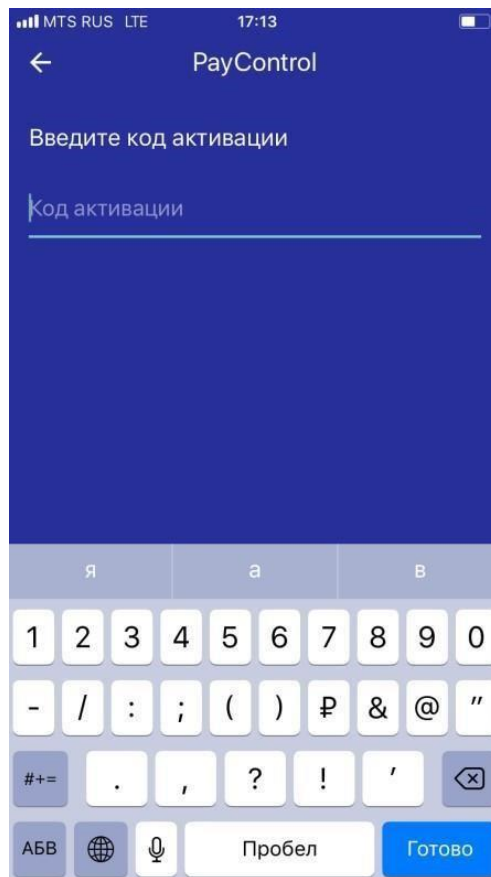 MTS RUS LTE 17:13
PayControl
Введите код активации
Код активации
я а в
1 2 3 4 5 6 7 8 9 0
- / : ; ( ) ₽ & @ "
#+= . , ? ! '
АБВ Пробел Готово